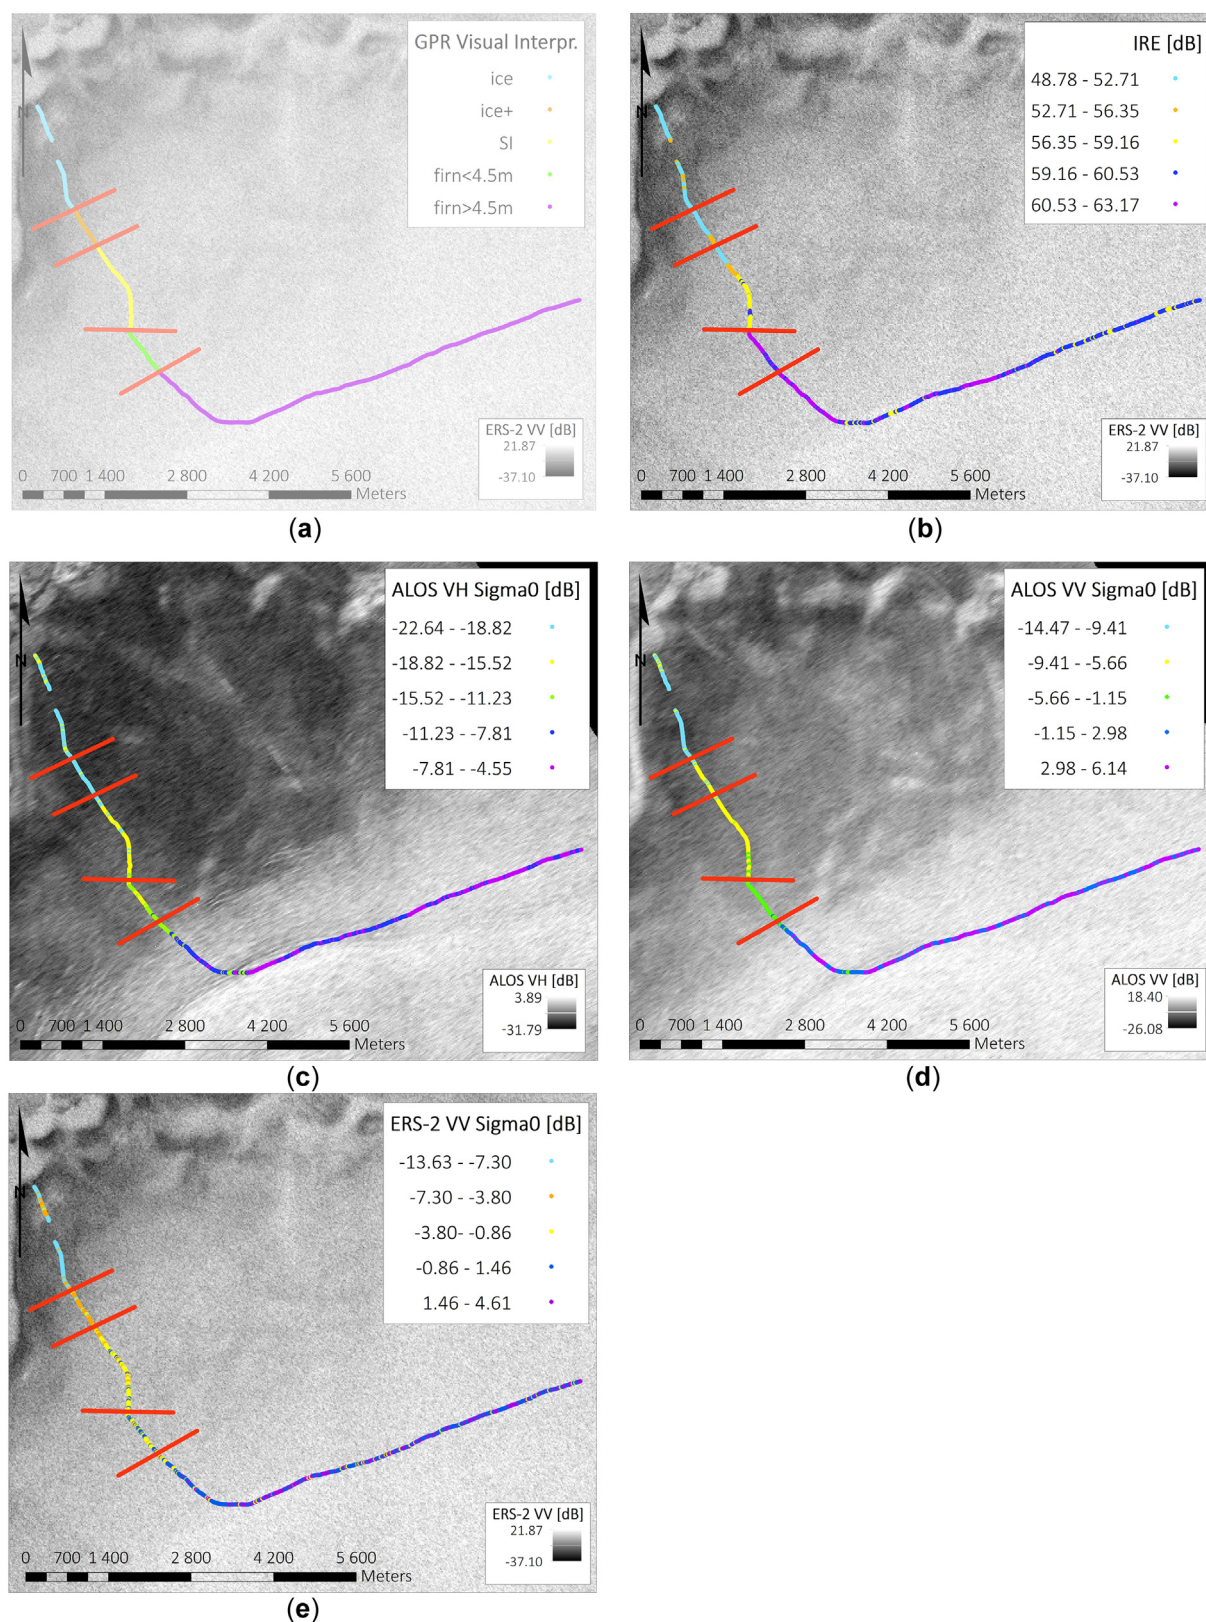 GPR Visual Interpr.
ice
ice+
SI
firn<4.5m
firn>4.5m
N
ERS-2 VV [dB]
21.87
-37.10
0 700 1 400 2 800 4 200 5 600
Meters
(a)
IRE [dB]
48.78 - 52.71
52.71 - 56.35
56.35 - 59.16
59.16 - 60.53
60.53 - 63.17
N
ERS-2 VV [dB]
21.87
-37.10
0 700 1 400 2 800 4 200 5 600
Meters
(b)
ALOS VH Sigma0 [dB]
-22.64 - -18.82
-18.82 - -15.52
-15.52 - -11.23
-11.23 - -7.81
-7.81 - -4.55
N
ALOS VH [dB]
3.89
-31.79
0 700 1 400 2 800 4 200 5 600
Meters
(c)
ALOS VV Sigma0 [dB]
-14.47 - -9.41
-9.41 - -5.66
-5.66 - -1.15
-1.15 - 2.98
2.98 - 6.14
N
ALOS VV [dB]
18.40
-26.08
0 700 1 400 2 800 4 200 5 600
Meters
(d)
ERS-2 VV Sigma0 [dB]
-13.63 - -7.30
-7.30 - -3.80
-3.80- -0.86
-0.86 - 1.46
1.46 - 4.61
N
ERS-2 VV [dB]
21.87
-37.10
0 700 1 400 2 800 4 200 5 600
Meters
(e)